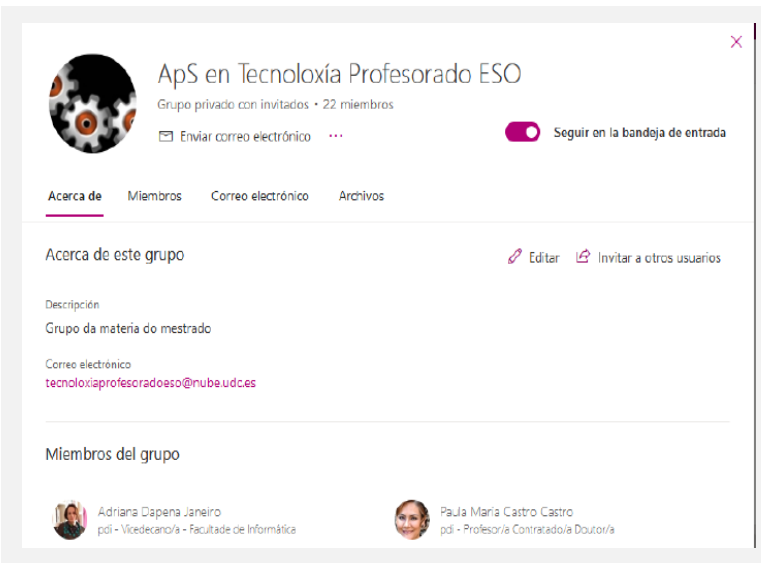 ApS en Tecnoloxía Profesorado ESO
Grupo privado con invitados • 22 miembros
Enviar correo electrónico ···
Seguir en la bandeja de entrada
Acerca de Miembros Correo electrónico Archivos
Acerca de este grupo
Editar Invitar a otros usuarios
Descripción
Grupo da materia do mestrado
Correo electrónico
tecnoloxiaprofesoradoeso@nube.udc.es
Miembros del grupo
Adriana Dapena Janeiro
pdi - Vicedecano/a - Facultade de Informática
Paula María Castro Castro
pdi - Profesor/a Contratado/a Doutor/a